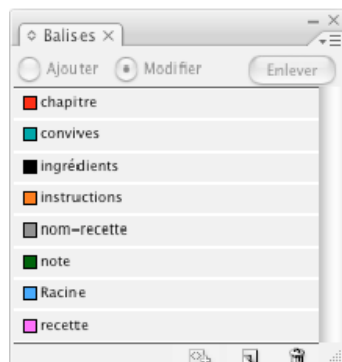 Balises
Ajouter Modifier Enlever
chapitre
convives
ingrédients
instructions
nom-recette
note
Racine
recette